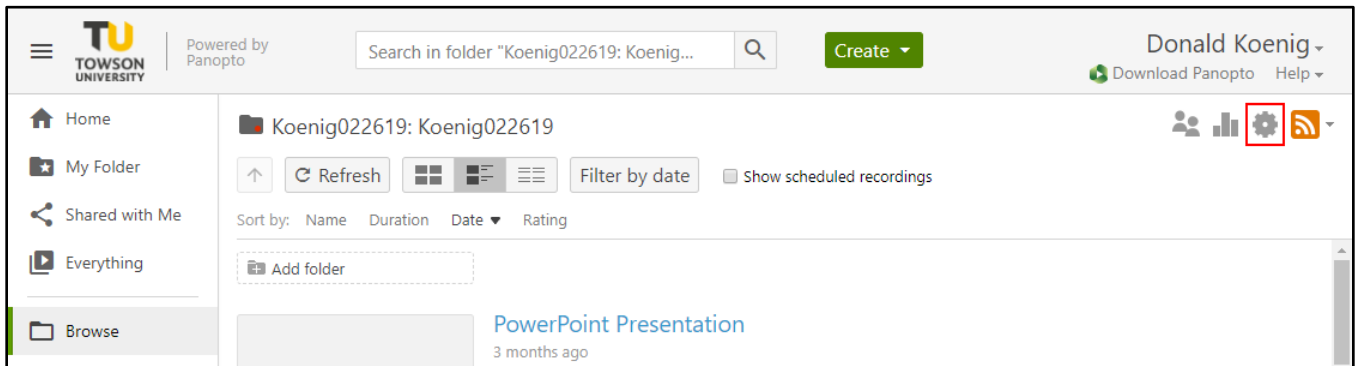 TU
TOWSON
UNIVERSITY
Powered by
Panopto
Search in folder "Koenig022619: Koenig...
Create
Donald Koenig
Download Panopto Help
Home
My Folder
Shared with Me
Everything
Browse
Koenig022619: Koenig022619
Refresh
Filter by date
Show scheduled recordings
Sort by: Name Duration Date Rating
Add folder
PowerPoint Presentation
3 months ago